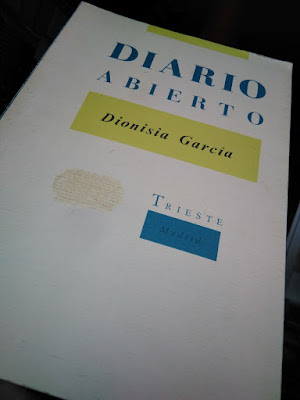 DIARIO
ABIERTO
Dionisia García
TRIESTE
Madrid